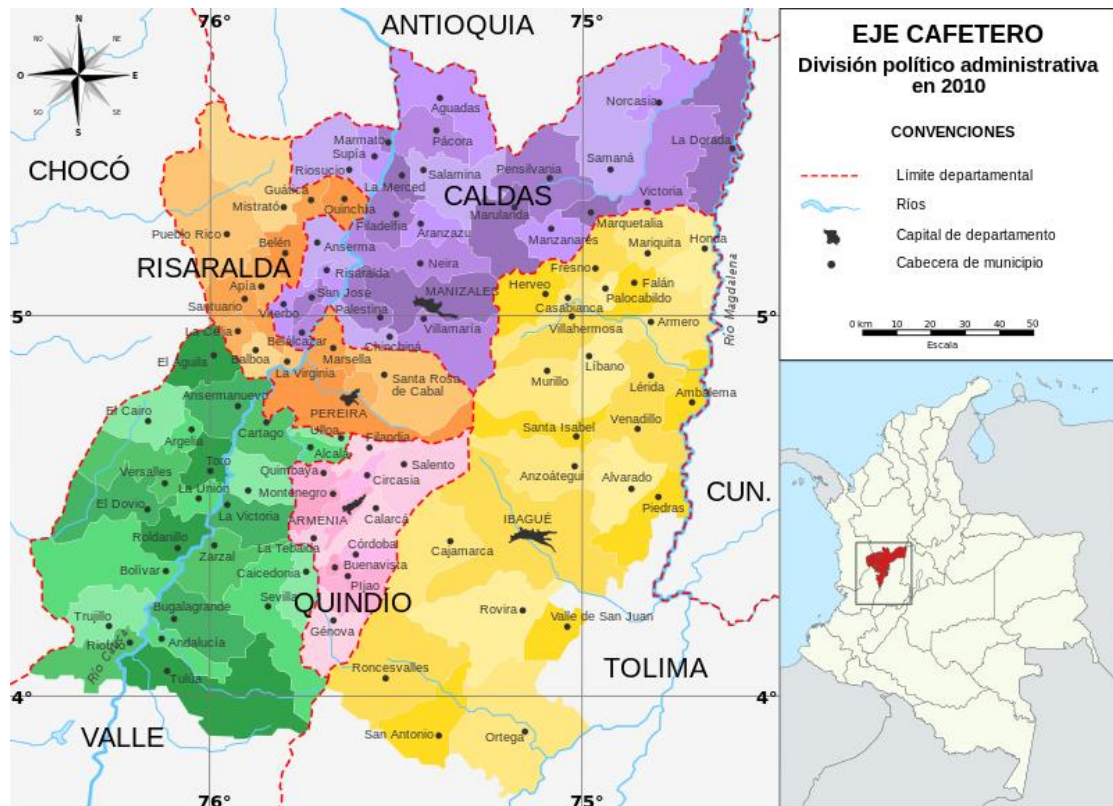 76°
75°
ANTIOQUIA
EJE CAFETERO
División político administrativa
en 2010
CONVENCIONES
Límite departamental
Ríos
Capital de departamento
Cabecera de municipio
0 km
10
20
30
40
50
Escala
N
NE
E
SE
S
SO
O
NO
CHOCÓ
CALDAS
RISARALDA
QUINDÍO
VALLE
TOLIMA
CUN.
Aguadas
Norcasia
Marmato
Pácora
La Dorada
Supía
Riosucio
Salamina
Pensilvania
Samaná
La Merced
Guática
Mistrató
Quinchía
Victoria
Marulanda
Filadelfia
Aranzazu
Marquetalia
Manzanares
Pueblo Rico
Belén
Anserma
Mariquita
Honda
Risaralda
Neira
Fresno
Apía
San José
MANIZALES
Herveo
Falán
Palocabildo
Santuario
Viterbo
Palestina
Casabianca
5°
5°
Villamaría
Villahermosa
Armero
Río Magdalena
La Celia
Belálcazar
Chinchiná
El Águila
Balboa
Marsella
Líbano
La Virginia
Santa Rosa
de Cabal
Murillo
Lérida
Ansermanuevo
Ambalema
El Cairo
PEREIRA
Venadillo
Argelia
Cartago
Ulloa
Filandia
Santa Isabel
Alcalá
Toro
Versalles
Quimbaya
Salento
Anzoátegui
Circasia
Alvarado
La Unión
Montenegro
El Dovio
La Victoria
Piedras
ARMENIA
Calarcá
IBAGUÉ
Roldanillo
La Tebaida
Zarzal
Córdoba
Cajamarca
Bolívar
Caicedonia
Buenavista
Pijao
Sevilla
Bugalagrande
Rovira
Valle de San Juan
Trujillo
Génova
Riofrío
Andalucía
Río Cauca
Tuluá
Roncesvalles
4°
4°
San Antonio
Ortega
76°
75°